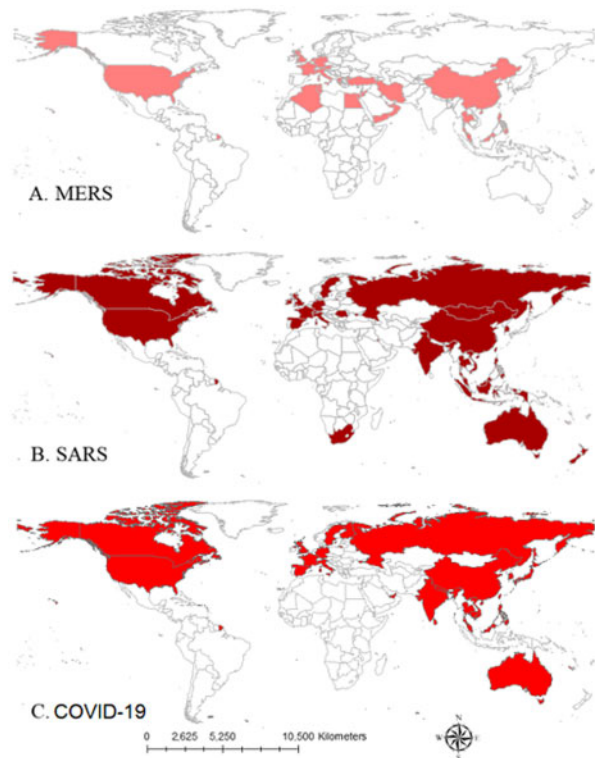 A. MERS
B. SARS
C. COVID-19
0 2,625 5,250 10,500 Kilometers
N
W E
S